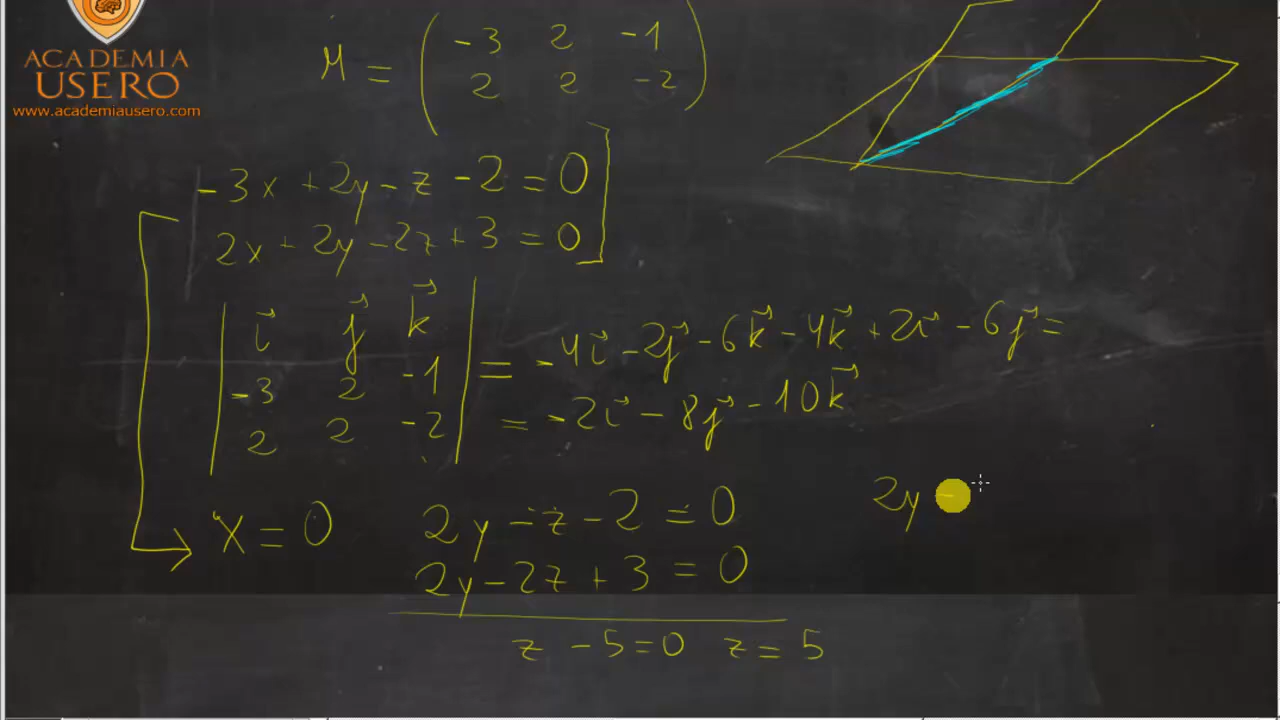 ACADEMIA
USERO
www.academiausero.com
M = ( -3 2 -1
2 2 -2 )
-3x + 2y - z - 2 = 0
2x + 2y - 2z + 3 = 0
| i⃗ j⃗ k⃗ |
| -3 2 -1 | = -4i⃗ - 2j⃗ - 6k⃗ - 4k⃗ + 2i⃗ - 6j⃗ =
| 2 2 -2 | = -2i⃗ - 8j⃗ - 10k⃗
x = 0 2y - z - 2 = 0 2y -
2y - 2z + 3 = 0
z - 5 = 0 z = 5